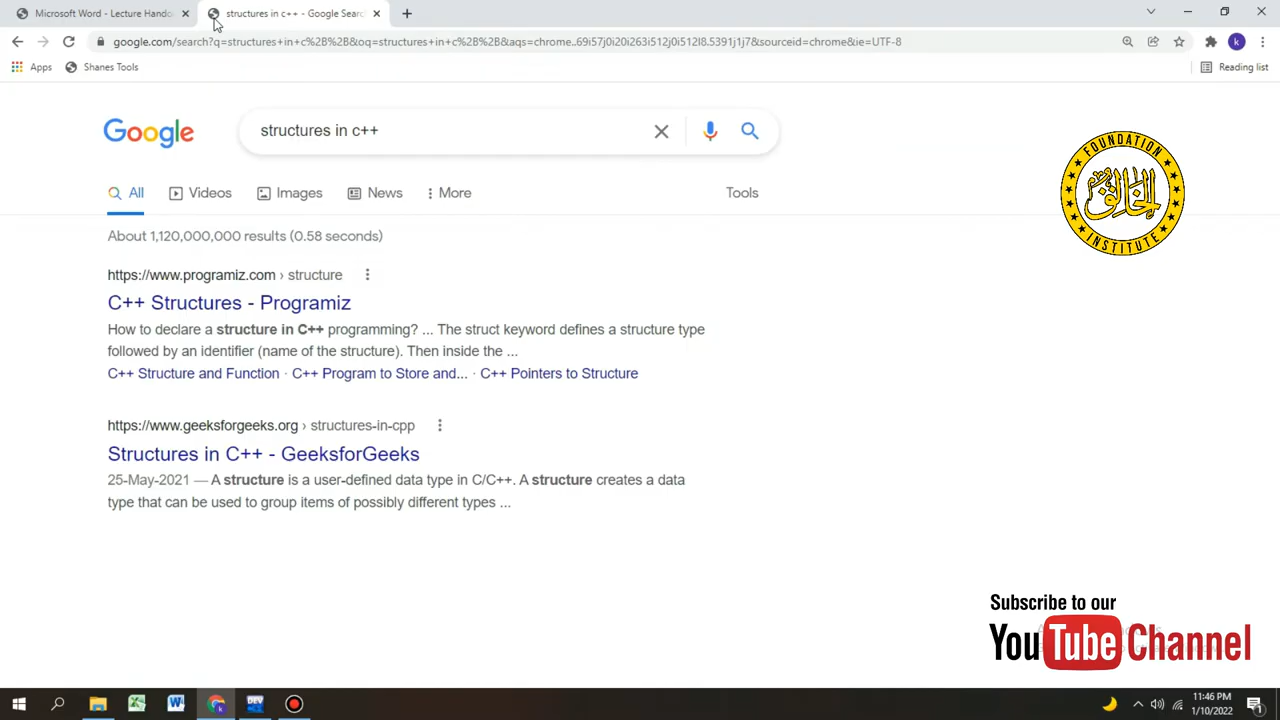 Microsoft Word - Lecture Hando
structures in c++ - Google Searc
google.com/search?q=structures+in+c%2B%2B&oq=structures+in+c%2B%2B&aqs=chrome..69i57j0i20i263i512j0i512l8.5391j1j7&sourceid=chrome&ie=UTF-8
k
Apps
Shanes Tools
Reading list
Google
structures in c++
All
Videos
Images
News
More
Tools
About 1,120,000,000 results (0.58 seconds)
https://www.programiz.com › structure
C++ Structures - Programiz
How to declare a structure in C++ programming? ... The struct keyword defines a structure type
followed by an identifier (name of the structure). Then inside the ...
C++ Structure and Function · C++ Program to Store and... · C++ Pointers to Structure
https://www.geeksforgeeks.org › structures-in-cpp
Structures in C++ - GeeksforGeeks
25-May-2021 — A structure is a user-defined data type in C/C++. A structure creates a data
type that can be used to group items of possibly different types ...
FOUNDATION
الخالق
INSTITUTE
Subscribe to our
YouTube Channel
DEV
11:46 PM
1/10/2022
1